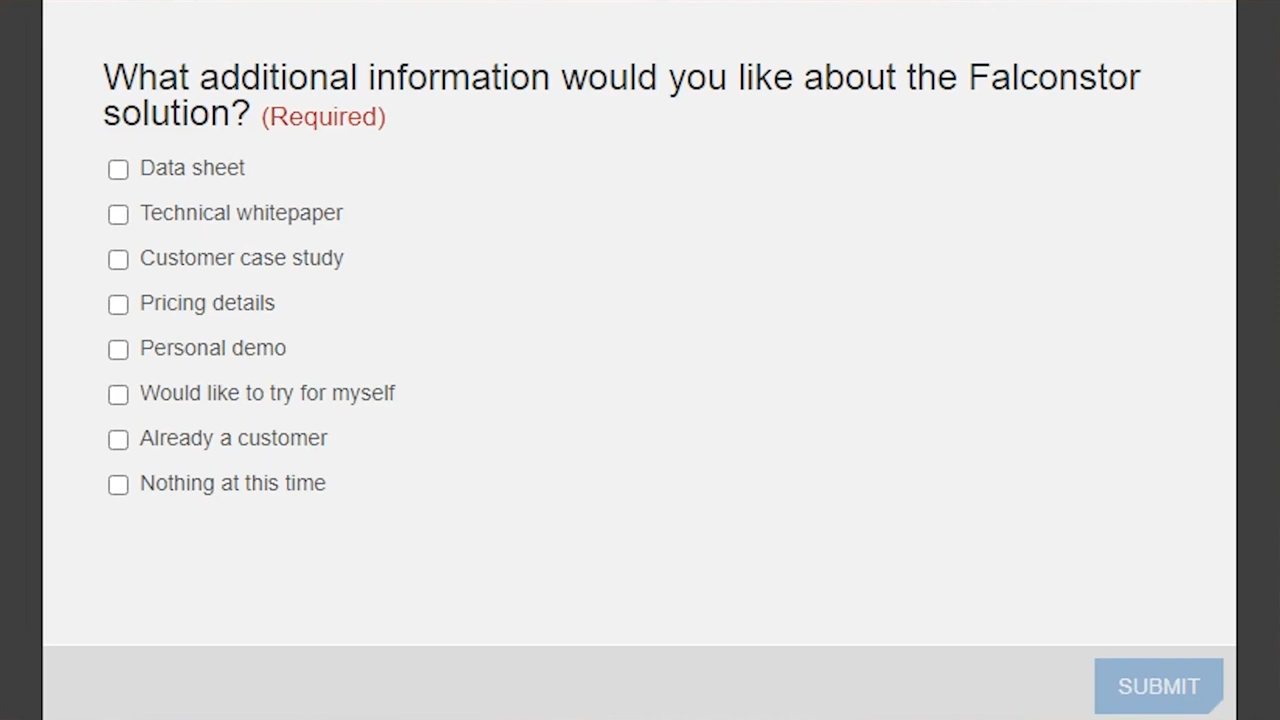 What additional information would you like about the Falconstor
solution? (Required)
Data sheet
Technical whitepaper
Customer case study
Pricing details
Personal demo
Would like to try for myself
Already a customer
Nothing at this time
SUBMIT